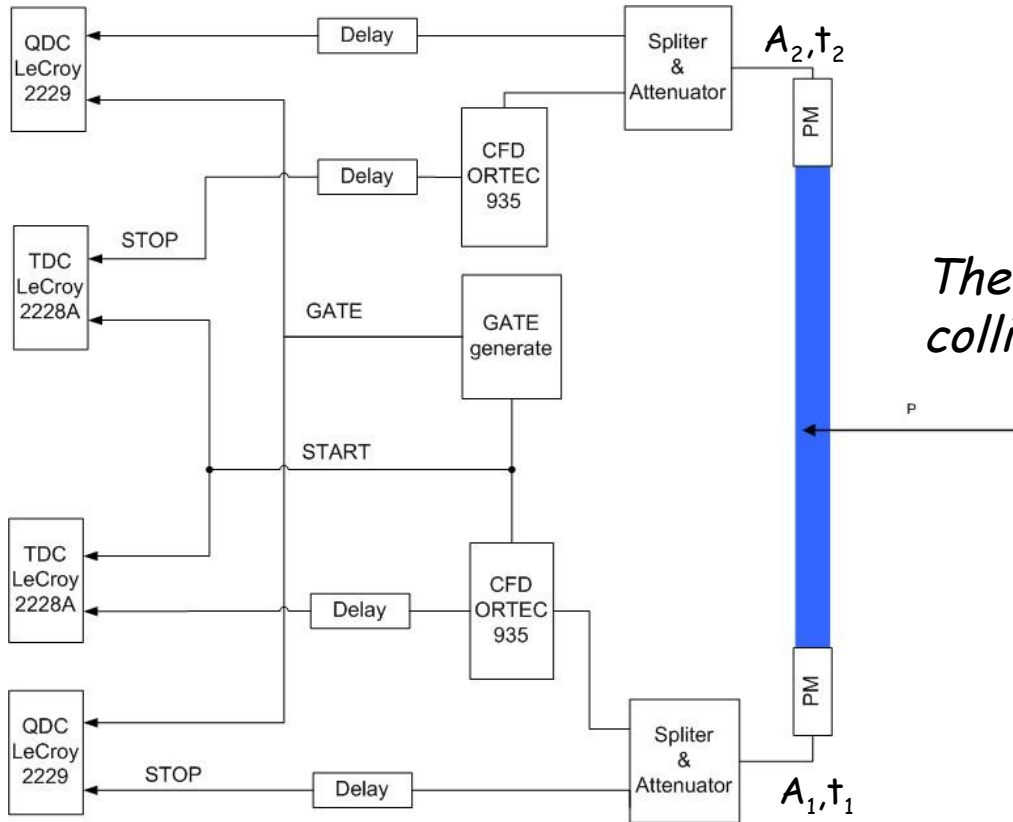 QDC
LeCroy
2229
Delay
Spliter
&
Attenuator
A2,t2
PM
CFD
ORTEC
935
Delay
STOP
TDC
LeCroy
2228A
GATE
GATE
generate
The
colli
P
START
TDC
LeCroy
2228A
Delay
CFD
ORTEC
935
PM
QDC
LeCroy
2229
STOP
Delay
Spliter
&
Attenuator
A1,t1